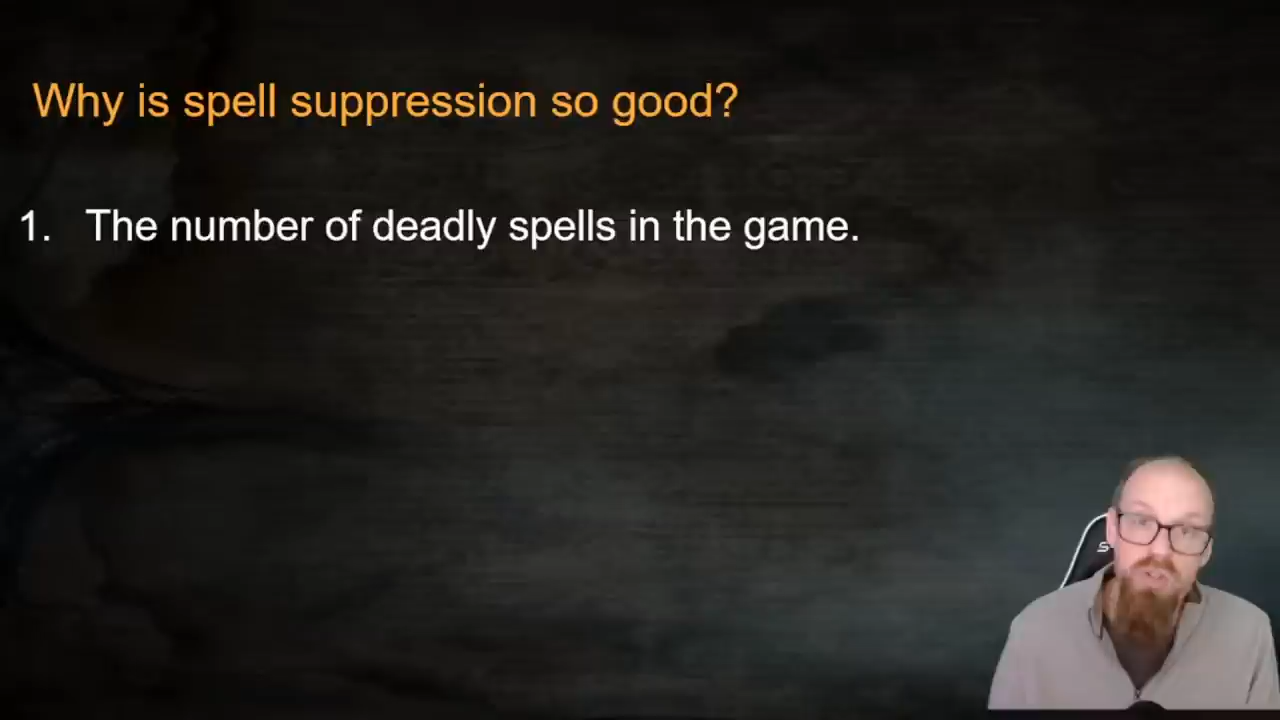 Why is spell suppression so good?
1. The number of deadly spells in the game.